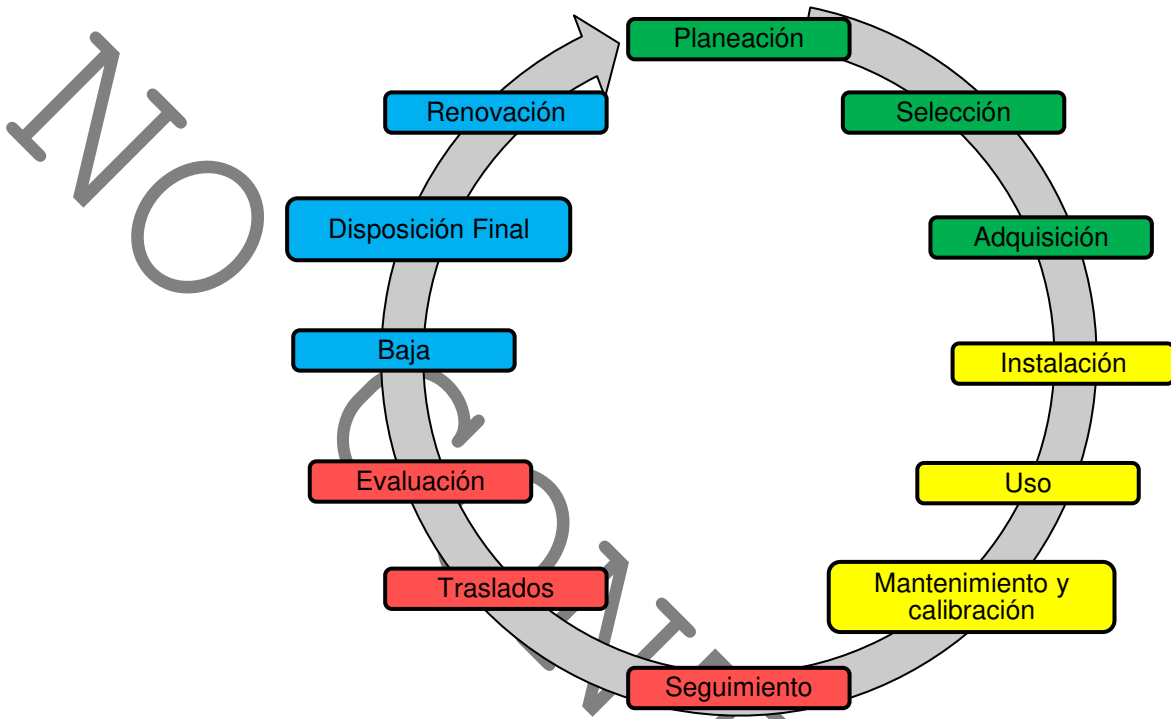 Planeación
Selección
Adquisición
Instalación
Uso
Mantenimiento y
calibración
Seguimiento
Traslados
Evaluación
Baja
Disposición Final
Renovación
NO